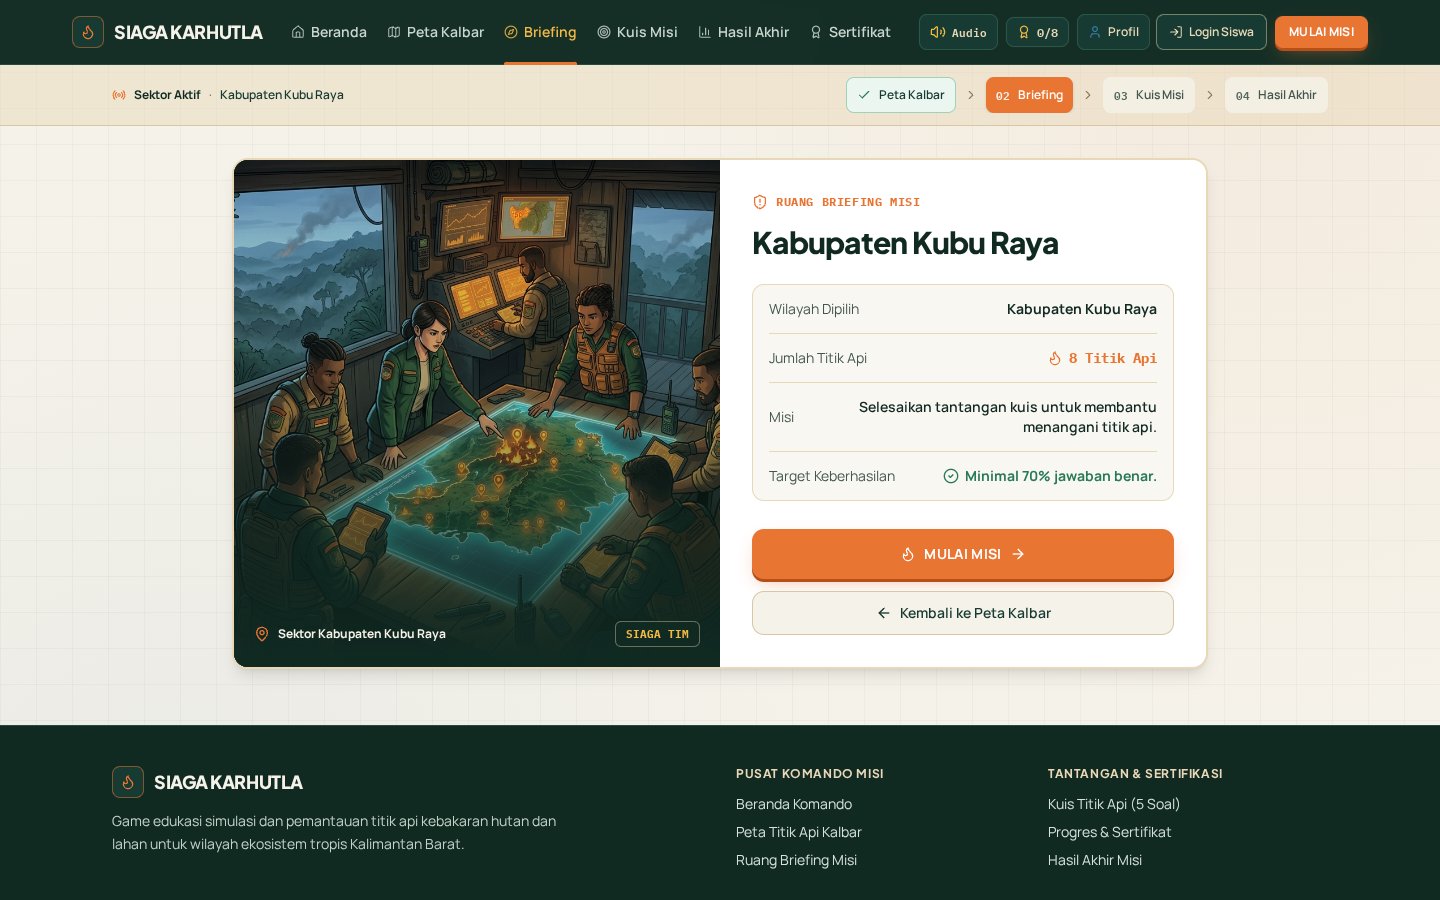 SIAGA KARHUTLA
Beranda
Peta Kalbar
Briefing
Kuis Misi
Hasil Akhir
Sertifikat
Audio
0/8
Profil
Login Siswa
MULAI MISI
Sektor Aktif · Kabupaten Kubu Raya
Peta Kalbar
02 Briefing
03 Kuis Misi
04 Hasil Akhir
Sektor Kabupaten Kubu Raya
SIAGA TIM
RUANG BRIEFING MISI
Kabupaten Kubu Raya
Wilayah Dipilih
Kabupaten Kubu Raya
Jumlah Titik Api
8 Titik Api
Misi
Selesaikan tantangan kuis untuk membantu
menangani titik api.
Target Keberhasilan
Minimal 70% jawaban benar.
MULAI MISI
Kembali ke Peta Kalbar
SIAGA KARHUTLA
Game edukasi simulasi dan pemantauan titik api kebakaran hutan dan
lahan untuk wilayah ekosistem tropis Kalimantan Barat.
PUSAT KOMANDO MISI
Beranda Komando
Peta Titik Api Kalbar
Ruang Briefing Misi
TANTANGAN & SERTIFIKASI
Kuis Titik Api (5 Soal)
Progres & Sertifikat
Hasil Akhir Misi